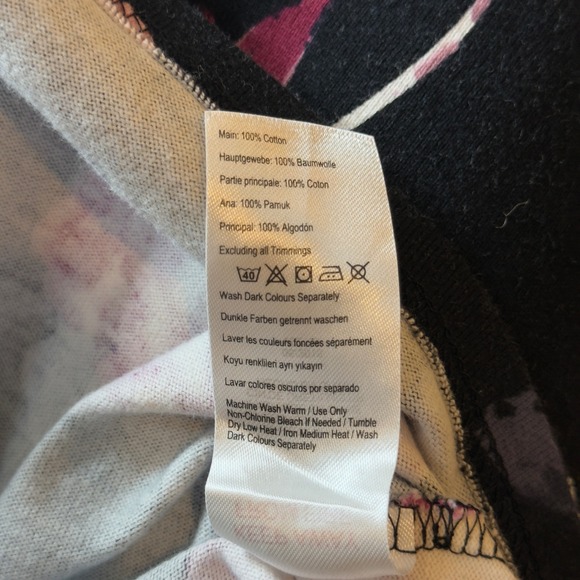 Main: 100% Cotton
Hauptgewebe: 100% Baumwolle
Partie principale: 100% Coton
Ana: 100% Pamuk
Principal: 100% Algodón
Excluding all Trimmings
40
Wash Dark Colours Separately
Dunkle Farben getrennt waschen
Laver les couleurs foncées séparément
Koyu renklileri ayrı yıkayın
Lavar colores oscuros por separado
Machine Wash Warm / Use Only
Non-Chlorine Bleach If Needed / Tumble
Dry Low Heat / Iron Medium Heat / Wash
Dark Colours Separately